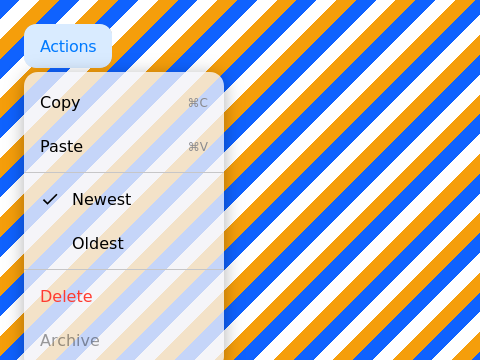 Actions
Copy ⌘C
Paste ⌘V
Newest
Oldest
Delete
Archive